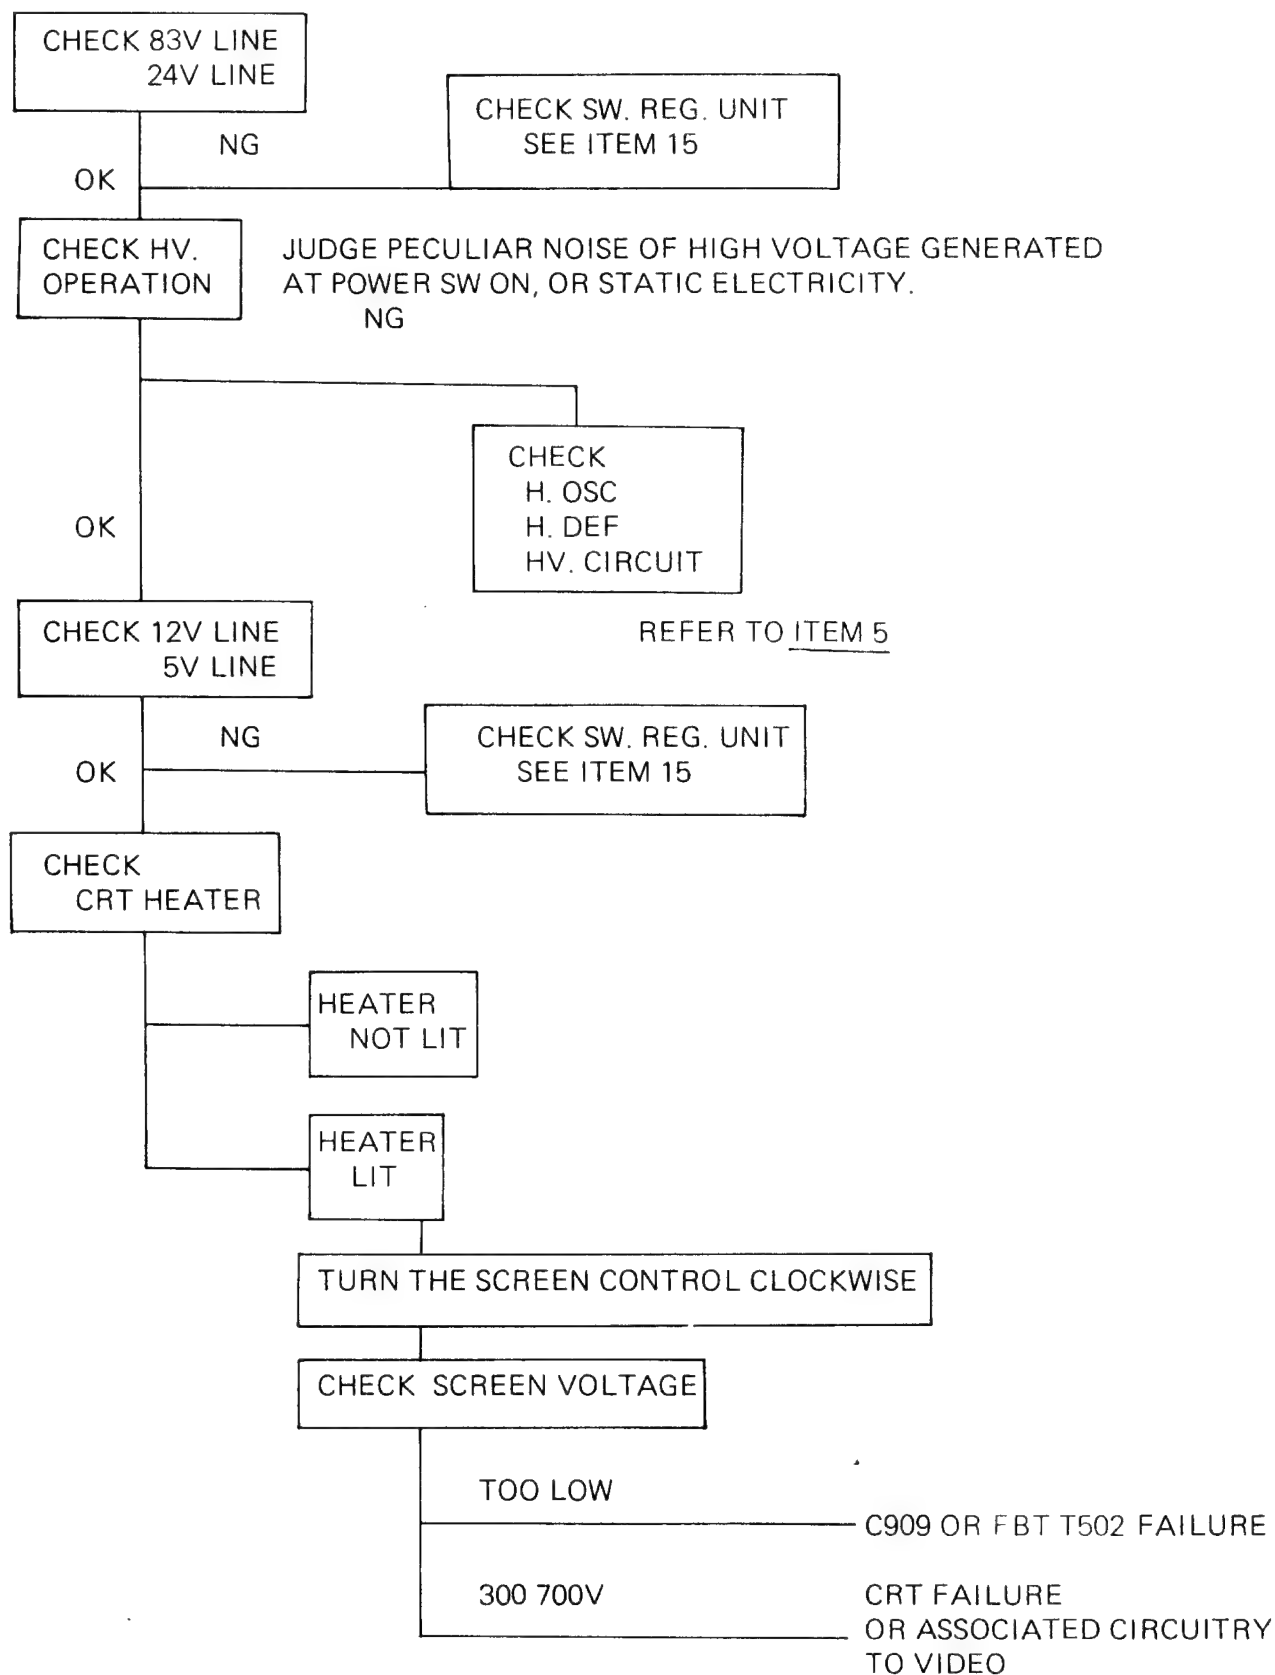 CHECK 83V LINE
24V LINE
NG
CHECK SW. REG. UNIT
SEE ITEM 15
OK
CHECK HV.
OPERATION
JUDGE PECULIAR NOISE OF HIGH VOLTAGE GENERATED
AT POWER SW ON, OR STATIC ELECTRICITY.
NG
CHECK
H. OSC
H. DEF
HV. CIRCUIT
OK
REFER TO ITEM 5
CHECK 12V LINE
5V LINE
NG
CHECK SW. REG. UNIT
SEE ITEM 15
OK
CHECK
CRT HEATER
HEATER
NOT LIT
HEATER
LIT
TURN THE SCREEN CONTROL CLOCKWISE
CHECK SCREEN VOLTAGE
TOO LOW
C909 OR FBT T502 FAILURE
300 700V
CRT FAILURE
OR ASSOCIATED CIRCUITRY
TO VIDEO